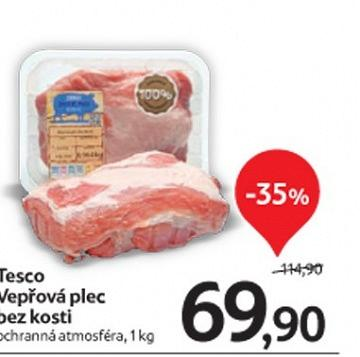 100%
-35%
114,90
69,90
Tesco
Vepřová plec
bez kosti
ochranná atmosféra, 1 kg